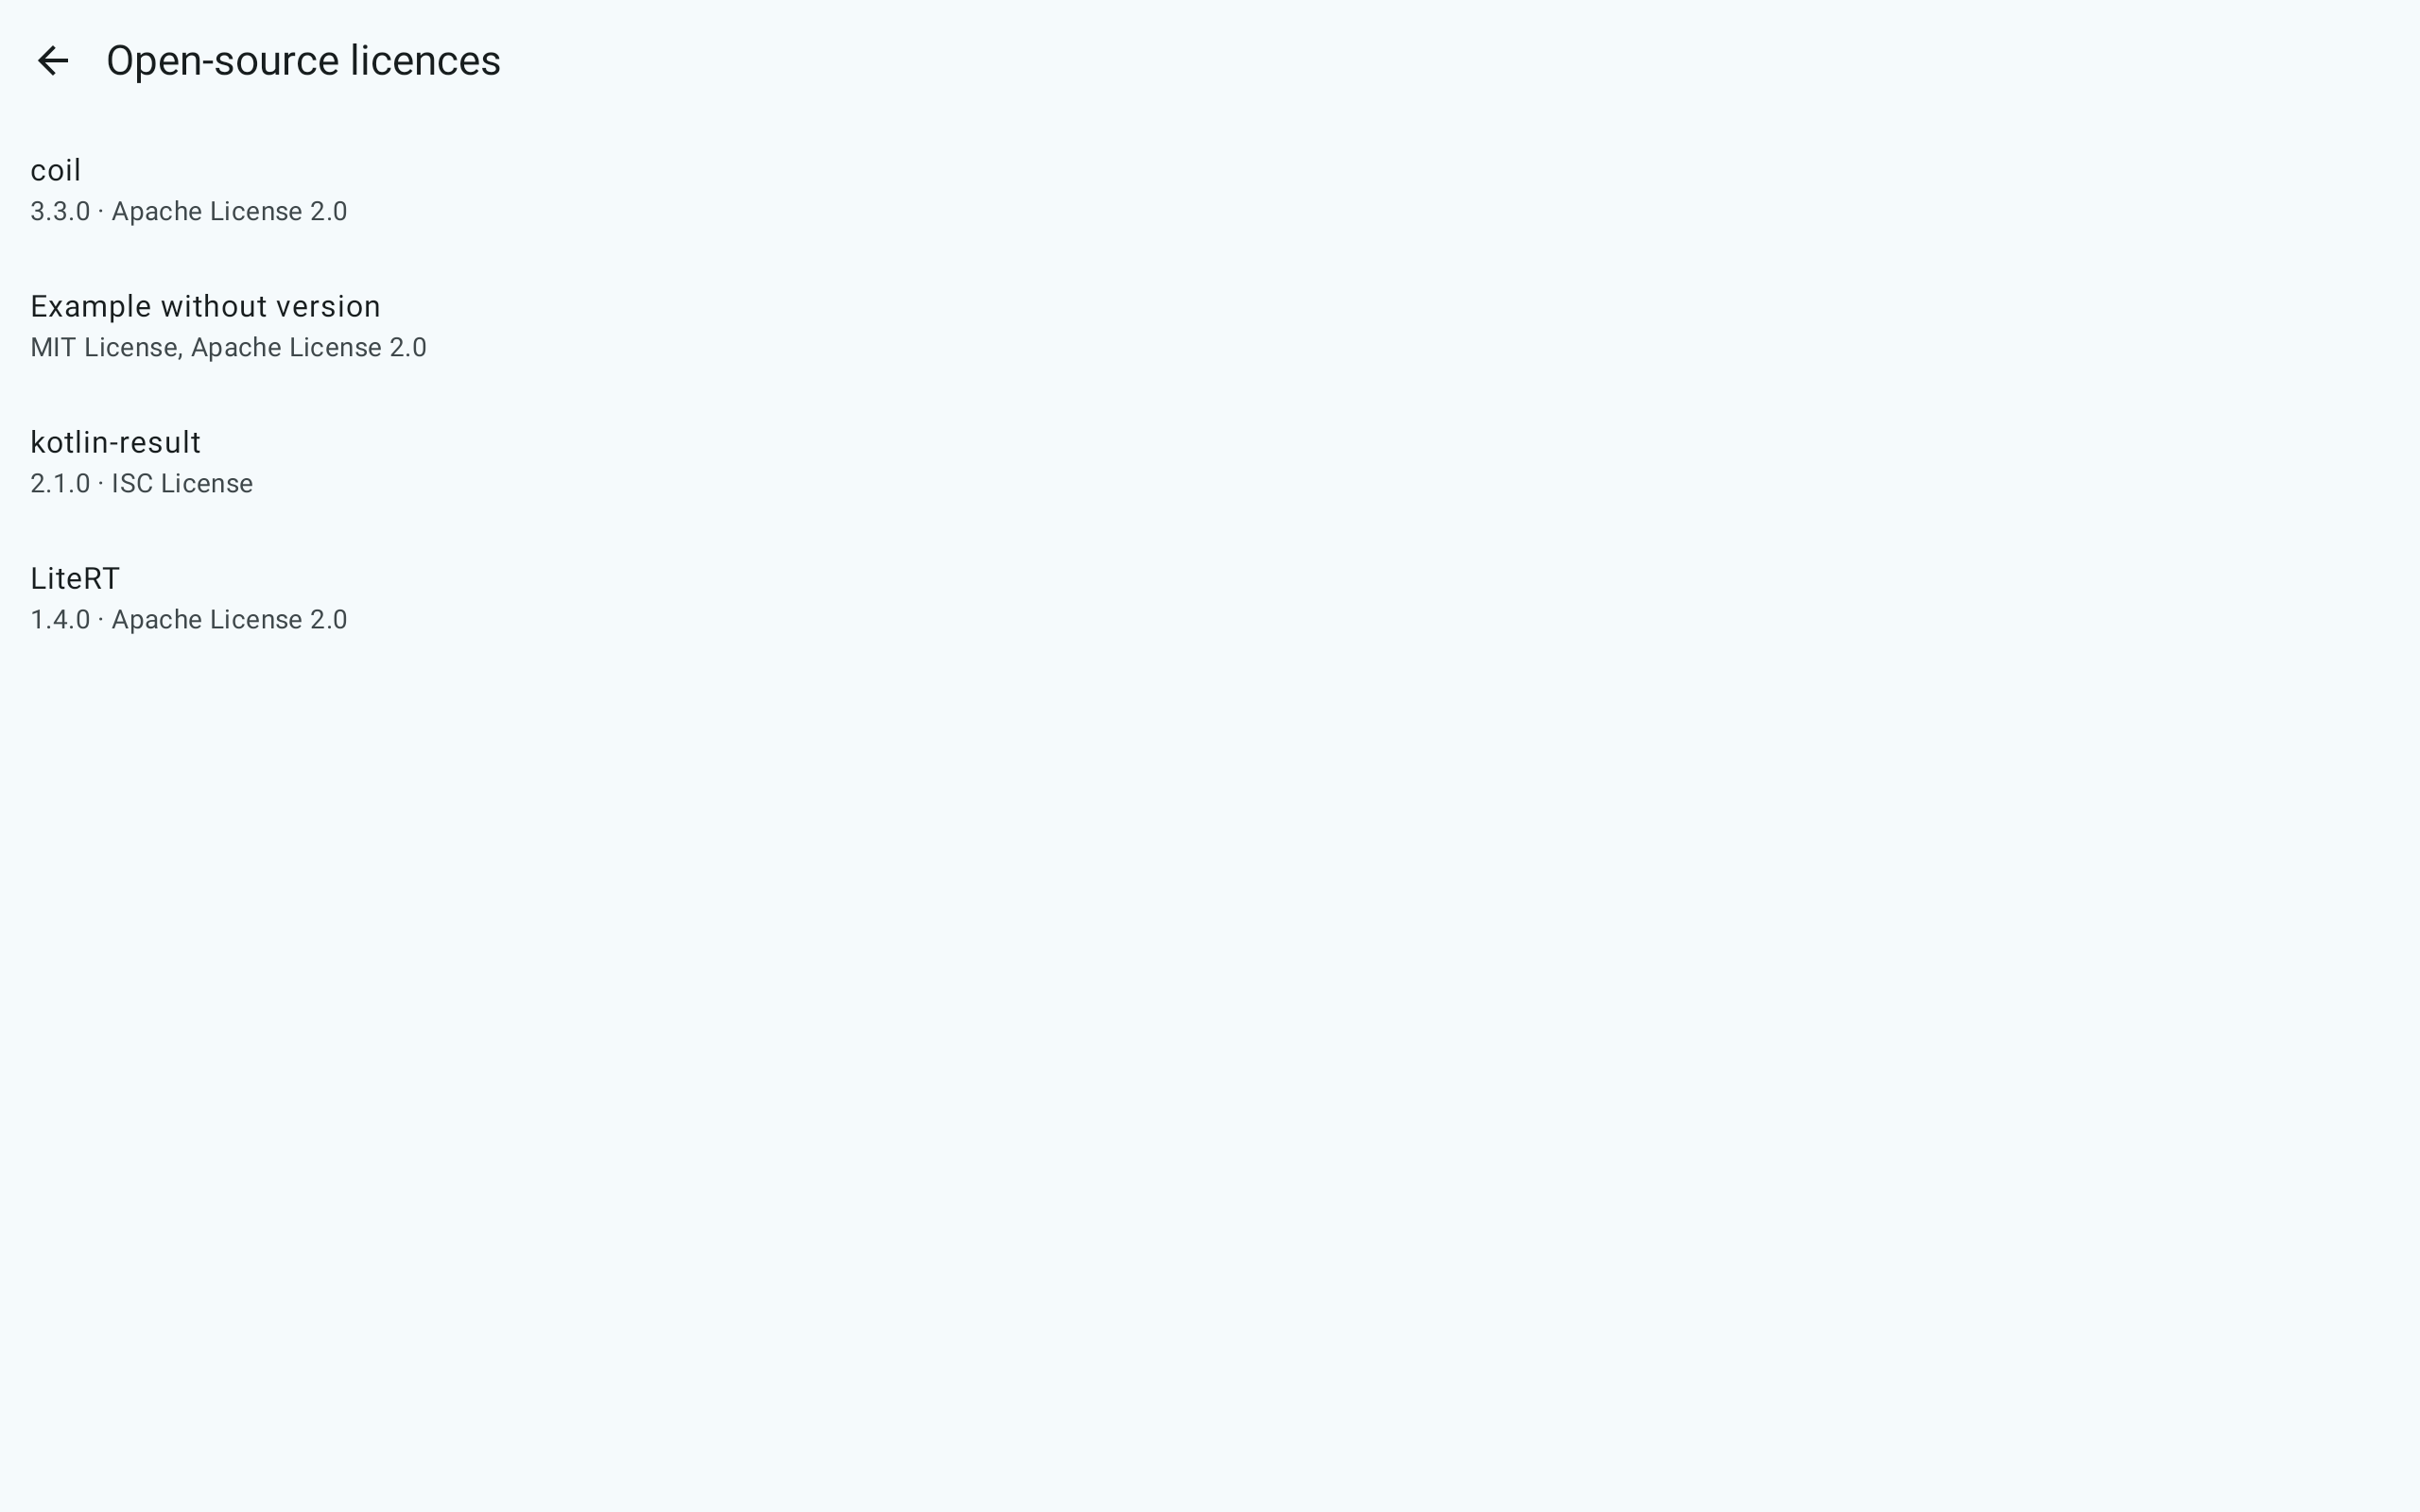 Open-source licences
coil
3.3.0 · Apache License 2.0
Example without version
MIT License, Apache License 2.0
kotlin-result
2.1.0 · ISC License
LiteRT
1.4.0 · Apache License 2.0